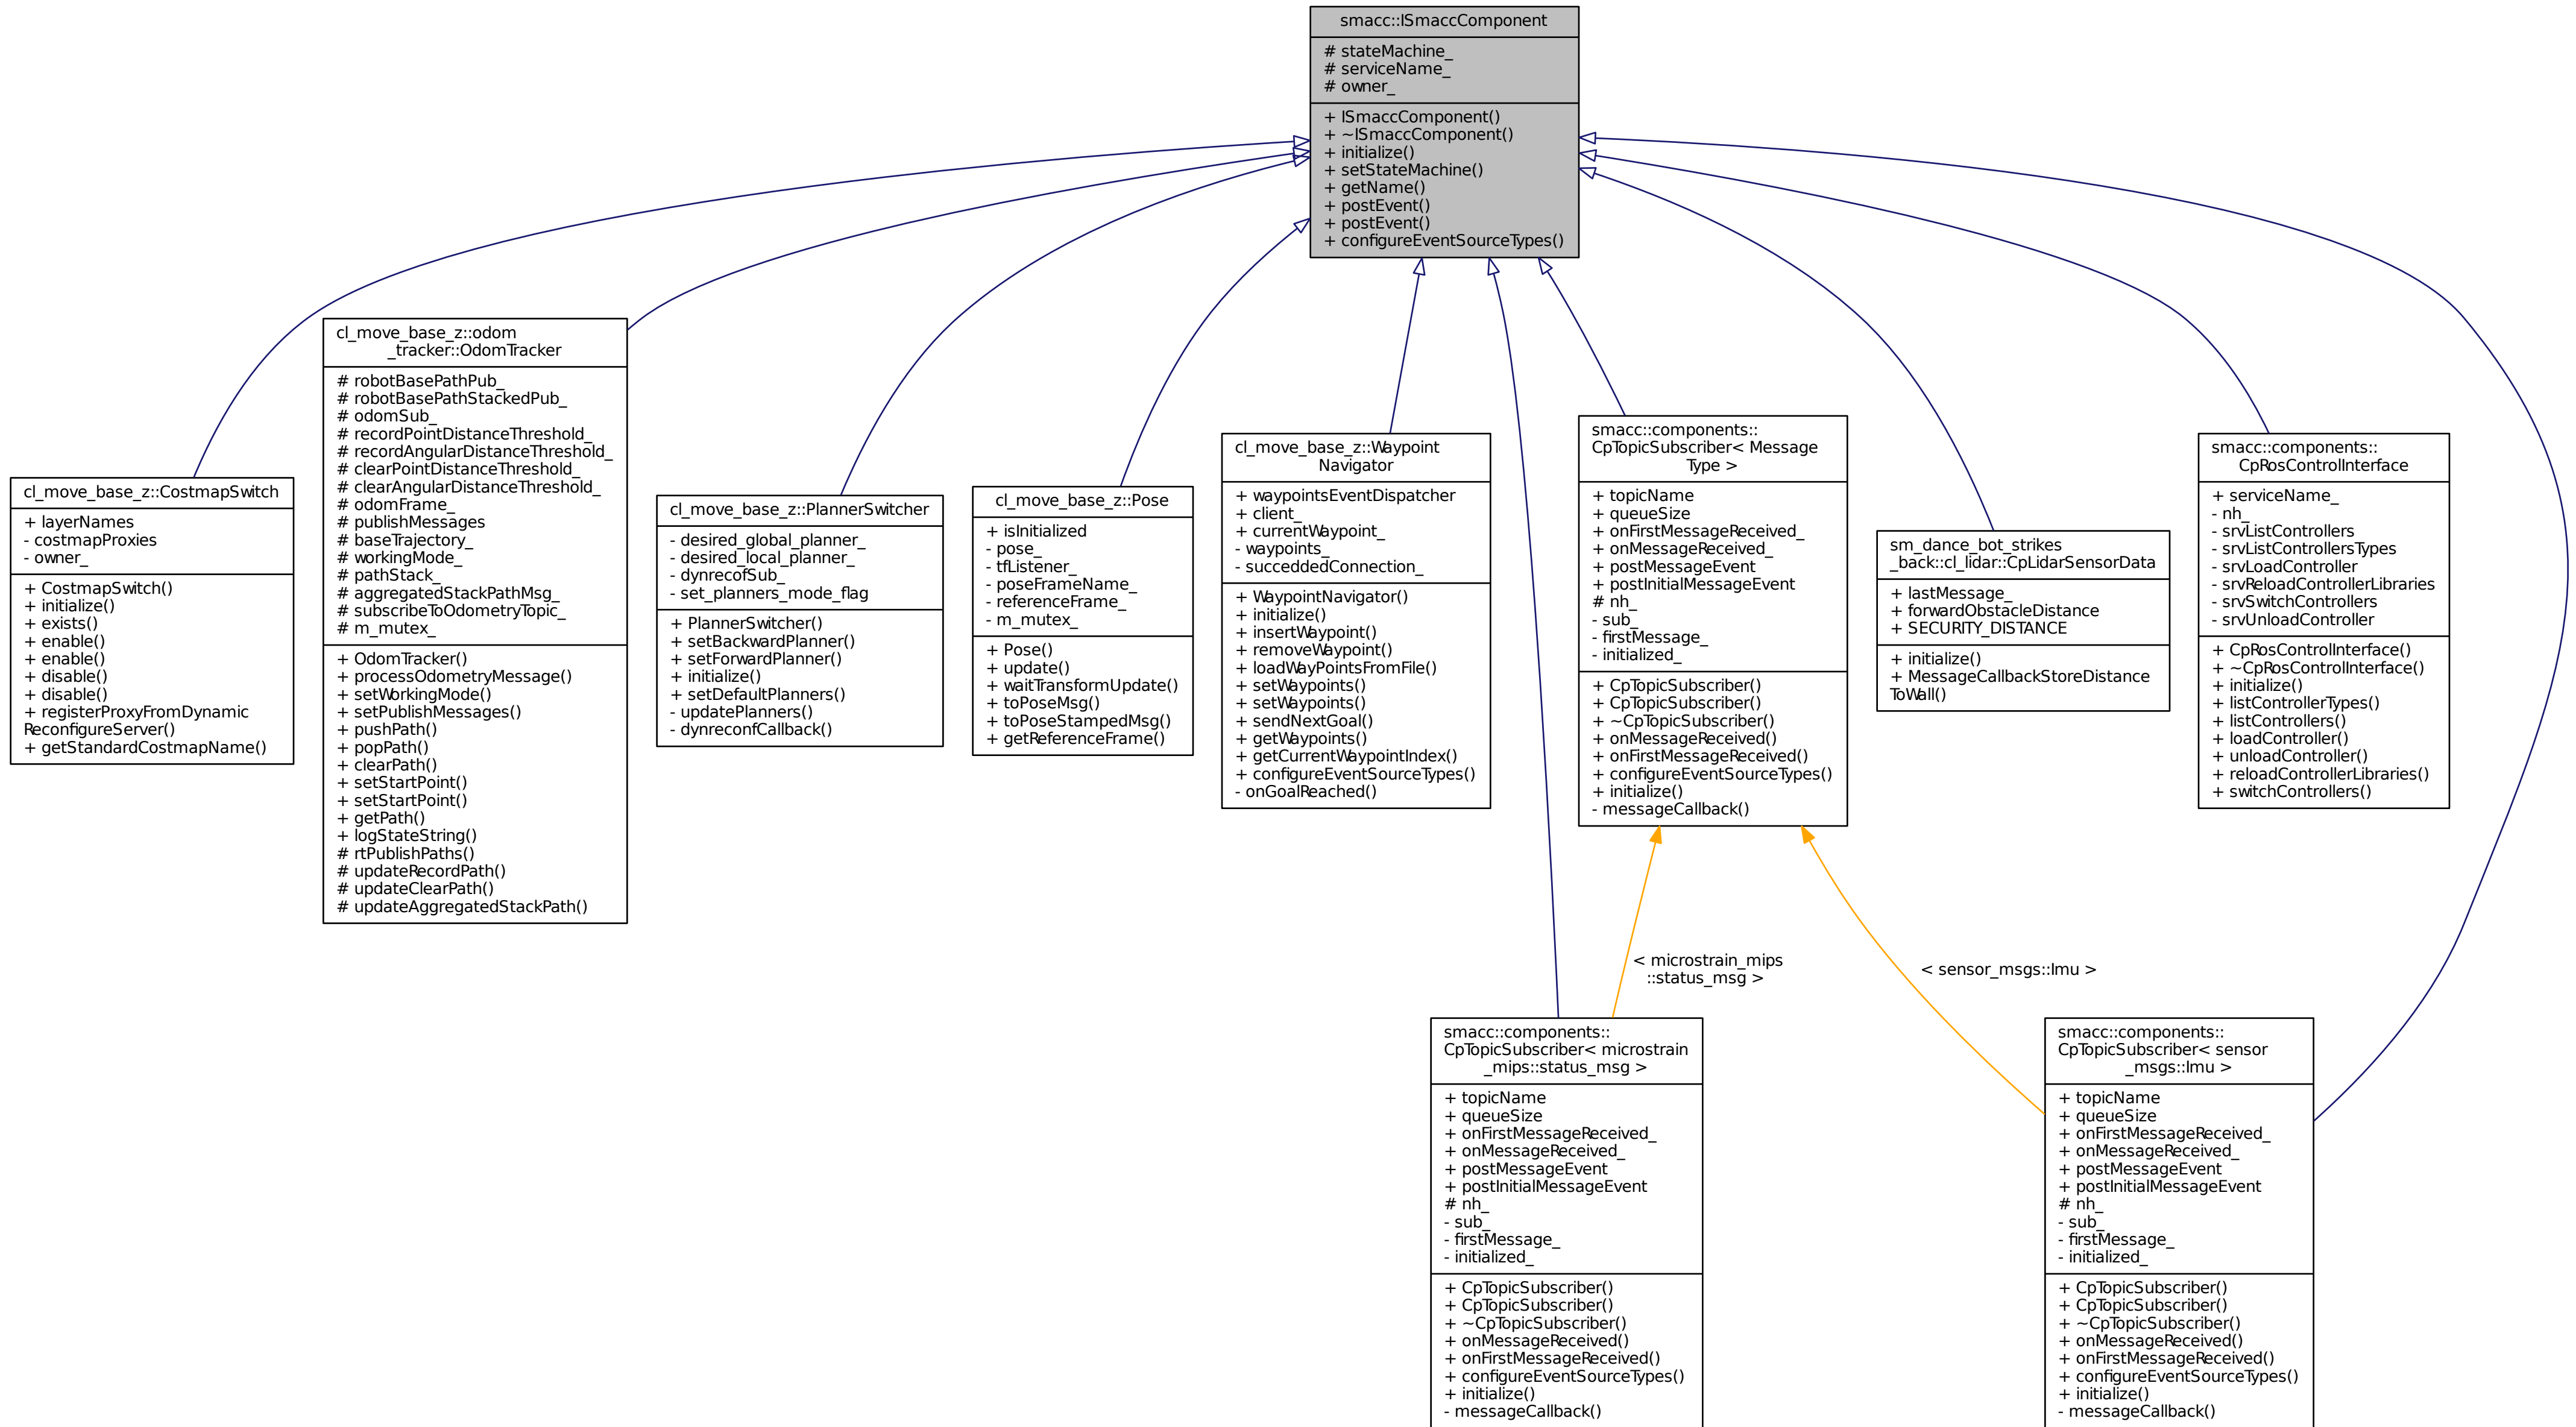 smacc::ISmaccComponent
# stateMachine_
# serviceName_
# owner_
+ ISmaccComponent()
+ ~ISmaccComponent()
+ initialize()
+ setStateMachine()
+ getName()
+ postEvent()
+ postEvent()
+ configureEventSourceTypes()
cl_move_base_z::CostmapSwitch
+ layerNames
- costmapProxies
- owner_
+ CostmapSwitch()
+ initialize()
+ exists()
+ enable()
+ enable()
+ disable()
+ disable()
+ registerProxyFromDynamic
ReconfigureServer()
+ getStandardCostmapName()
cl_move_base_z::odom
_tracker::OdomTracker
# robotBasePathPub_
# robotBasePathStackedPub_
# odomSub_
# recordPointDistanceThreshold_
# recordAngularDistanceThreshold_
# clearPointDistanceThreshold_
# clearAngularDistanceThreshold_
# odomFrame_
# publishMessages
# baseTrajectory_
# workingMode_
# pathStack_
# aggregatedStackPathMsg_
# subscribeToOdometryTopic_
# m_mutex_
+ OdomTracker()
+ processOdometryMessage()
+ setWorkingMode()
+ setPublishMessages()
+ pushPath()
+ popPath()
+ clearPath()
+ setStartPoint()
+ setStartPoint()
+ getPath()
+ logStateString()
# rtPublishPaths()
# updateRecordPath()
# updateClearPath()
# updateAggregatedStackPath()
cl_move_base_z::PlannerSwitcher
- desired_global_planner_
- desired_local_planner_
- dynrecofSub_
- set_planners_mode_flag
+ PlannerSwitcher()
+ setBackwardPlanner()
+ setForwardPlanner()
+ initialize()
+ setDefaultPlanners()
- updatePlanners()
- dynreconfCallback()
cl_move_base_z::Pose
+ isInitialized
- pose_
- tfListener_
- poseFrameName_
- referenceFrame_
- m_mutex_
+ Pose()
+ update()
+ waitTransformUpdate()
+ toPoseMsg()
+ toPoseStampedMsg()
+ getReferenceFrame()
cl_move_base_z::Waypoint
Navigator
+ waypointsEventDispatcher
+ client_
+ currentWaypoint_
- waypoints_
- succeddedConnection_
+ WaypointNavigator()
+ initialize()
+ insertWaypoint()
+ removeWaypoint()
+ loadWayPointsFromFile()
+ setWaypoints()
+ setWaypoints()
+ sendNextGoal()
+ getWaypoints()
+ getCurrentWaypointIndex()
+ configureEventSourceTypes()
- onGoalReached()
smacc::components::
CpTopicSubscriber< Message
Type >
+ topicName
+ queueSize
+ onFirstMessageReceived_
+ onMessageReceived_
+ postMessageEvent
+ postInitialMessageEvent
# nh_
- sub_
- firstMessage_
- initialized_
+ CpTopicSubscriber()
+ CpTopicSubscriber()
+ ~CpTopicSubscriber()
+ onMessageReceived()
+ onFirstMessageReceived()
+ configureEventSourceTypes()
+ initialize()
- messageCallback()
sm_dance_bot_strikes
_back::cl_lidar::CpLidarSensorData
+ lastMessage_
+ forwardObstacleDistance
+ SECURITY_DISTANCE
+ initialize()
+ MessageCallbackStoreDistance
ToWall()
smacc::components::
CpRosControlInterface
+ serviceName_
- nh_
- srvListControllers
- srvListControllersTypes
- srvLoadController
- srvReloadControllerLibraries
- srvSwitchControllers
- srvUnloadController
+ CpRosControlInterface()
+ ~CpRosControlInterface()
+ initialize()
+ listControllerTypes()
+ listControllers()
+ loadController()
+ unloadController()
+ reloadControllerLibraries()
+ switchControllers()
< microstrain_mips
::status_msg >
< sensor_msgs::Imu >
smacc::components::
CpTopicSubscriber< microstrain
_mips::status_msg >
+ topicName
+ queueSize
+ onFirstMessageReceived_
+ onMessageReceived_
+ postMessageEvent
+ postInitialMessageEvent
# nh_
- sub_
- firstMessage_
- initialized_
+ CpTopicSubscriber()
+ CpTopicSubscriber()
+ ~CpTopicSubscriber()
+ onMessageReceived()
+ onFirstMessageReceived()
+ configureEventSourceTypes()
+ initialize()
- messageCallback()
smacc::components::
CpTopicSubscriber< sensor
_msgs::Imu >
+ topicName
+ queueSize
+ onFirstMessageReceived_
+ onMessageReceived_
+ postMessageEvent
+ postInitialMessageEvent
# nh_
- sub_
- firstMessage_
- initialized_
+ CpTopicSubscriber()
+ CpTopicSubscriber()
+ ~CpTopicSubscriber()
+ onMessageReceived()
+ onFirstMessageReceived()
+ configureEventSourceTypes()
+ initialize()
- messageCallback()